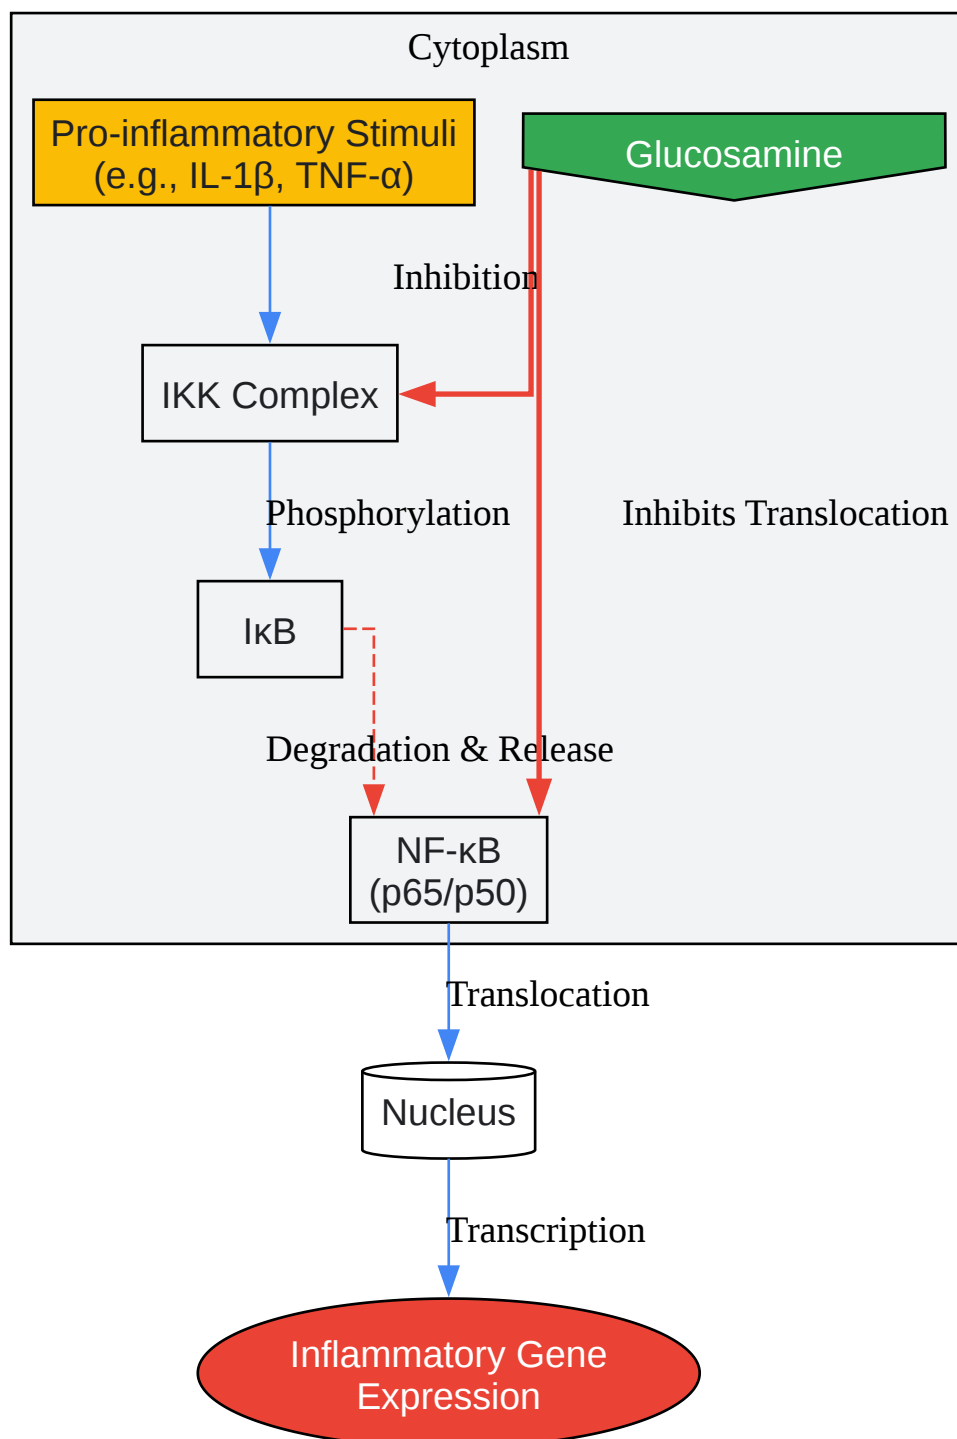 Cytoplasm
Pro-inflammatory Stimuli
(e.g., IL-1β, TNF-α)
Glucosamine
Inhibition
IKK Complex
Phosphorylation
Inhibits Translocation
IκB
Degradation & Release
NF-κB
(p65/p50)
Translocation
Nucleus
Transcription
Inflammatory Gene
Expression